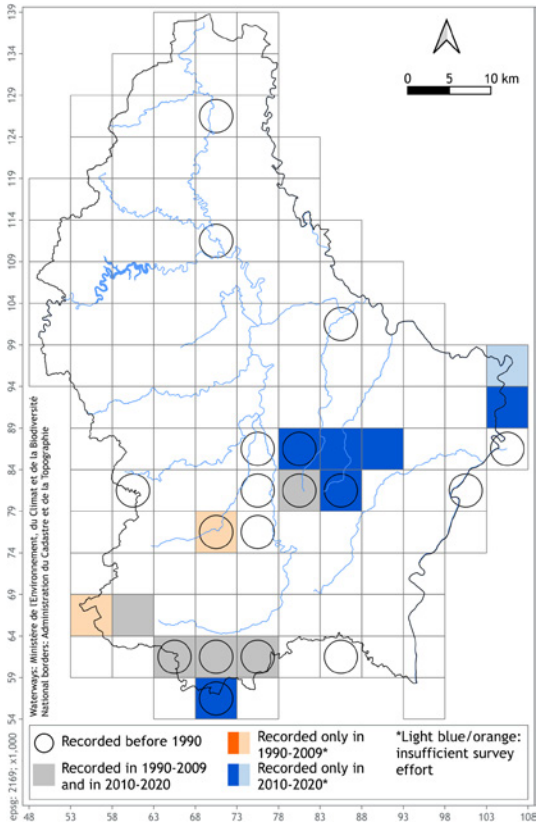 139
134
129
124
119
114
109
104
99
94
89
84
79
74
69
64
59
54
epsg: 2169; x1,000
Waterways: Ministère de l'Environnement, du Climat et de la Biodiversité
National borders: Administration du Cadastre et de la Topographie
0 5 10 km
Recorded before 1990
Recorded in 1990-2009
and in 2010-2020
Recorded only in
1990-2009*
Recorded only in
2010-2020*
*Light blue/orange:
insufficient survey
effort
48 53 58 63 68 73 78 83 88 93 98 103 108